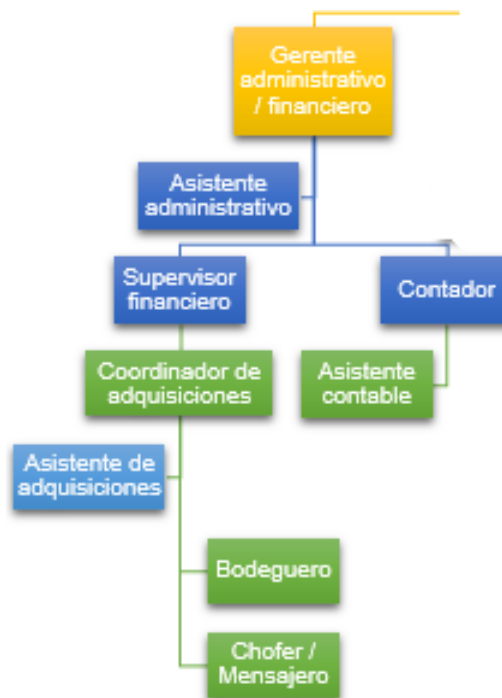 Gerente
administrativo
/ financiero
Asistente
administrativo
Supervisor
financiero
Contador
Coordinador de
adquisiciones
Asistente
contable
Asistente de
adquisiciones
Bodeguero
Chofer /
Mensajero